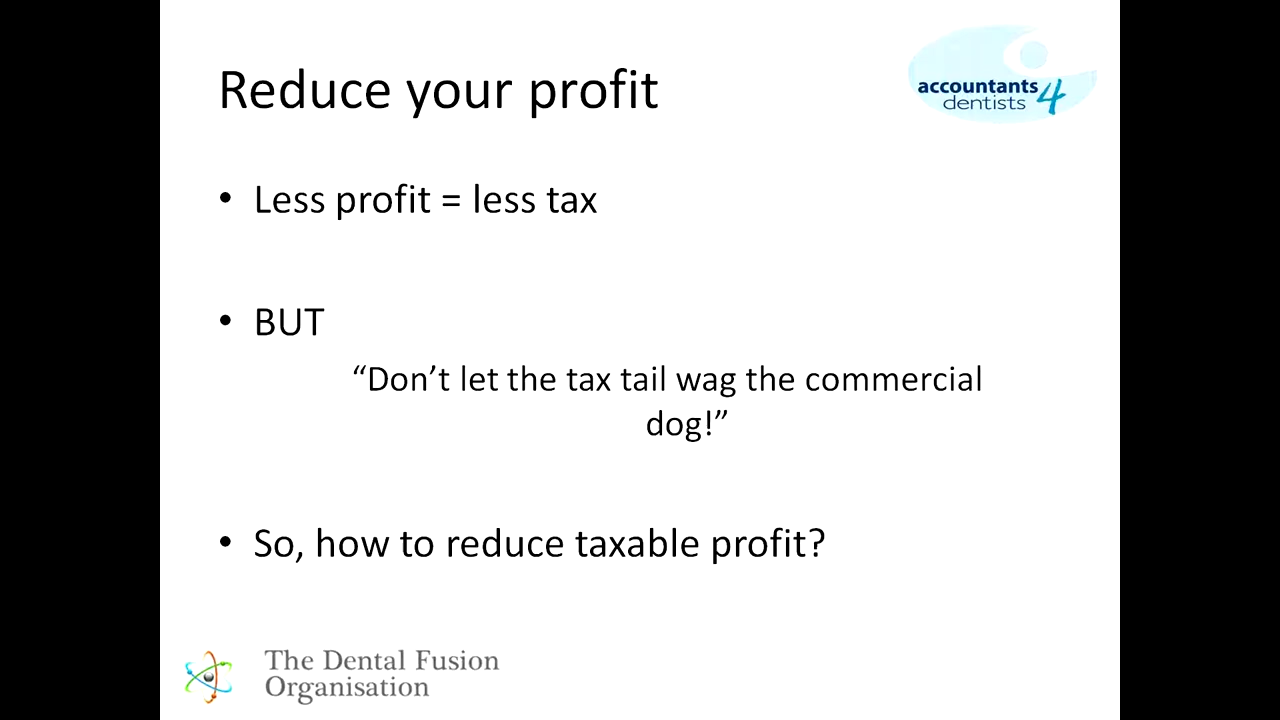 Reduce your profit
accountants
dentists 4
• Less profit = less tax
• BUT
“Don’t let the tax tail wag the commercial
dog!”
• So, how to reduce taxable profit?
The Dental Fusion
Organisation